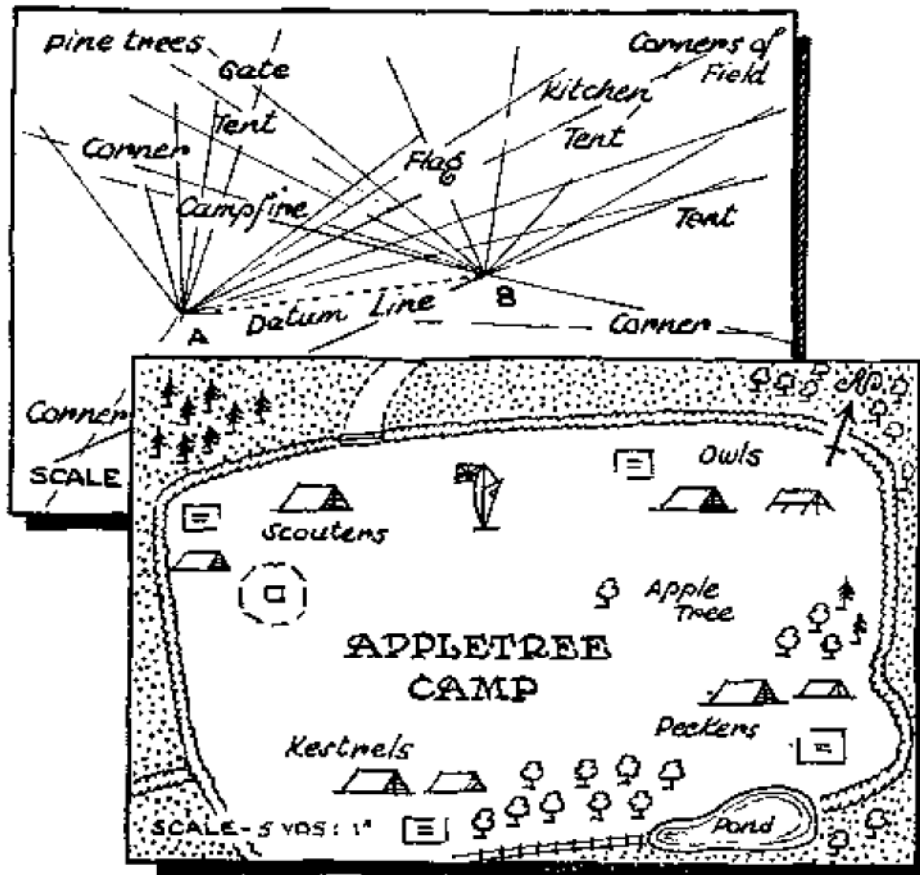 pine trees
Corners of
Field
Gate
Kitchen
Tent
Tent
Corner
Flag
Campfire
Tent
B
Datum Line
A
Corner
Corner
SCALE
Owls
Scouters
Apple
Tree
APPLETREE
CAMP
Peckers
Kestrels
SCALE - 5 YDS : 1"
Pond